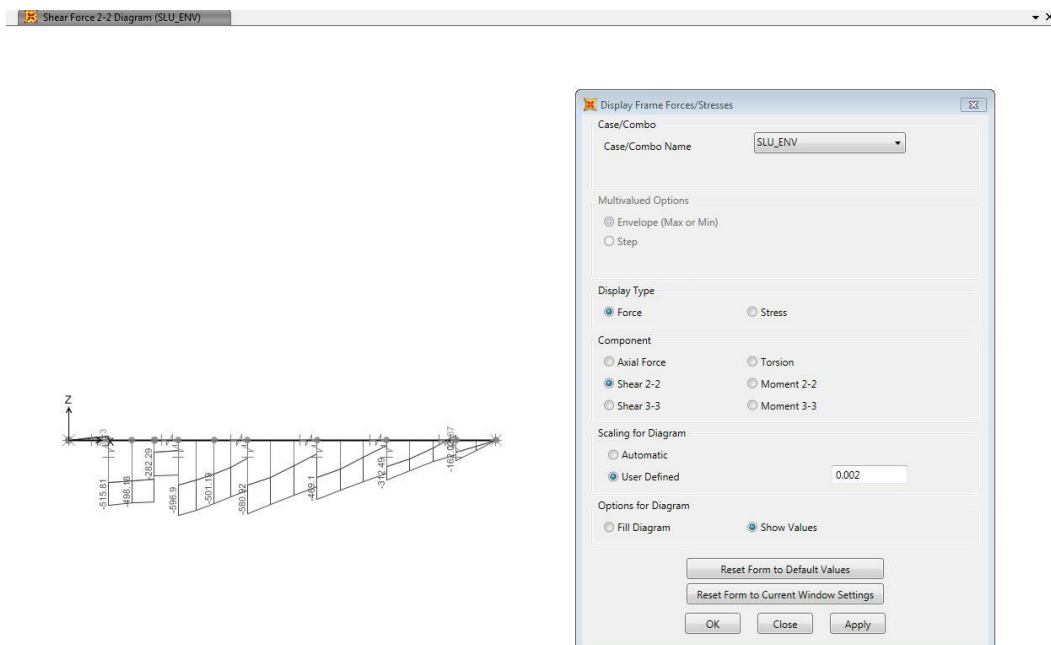 Shear Force 2-2 Diagram (SLU_ENV)
Display Frame Forces/Stresses
Case/Combo
Case/Combo Name
SLU_ENV
Multivalued Options
Envelope (Max or Min)
Step
Display Type
Force
Stress
Component
Axial Force
Torsion
Shear 2-2
Moment 2-2
Shear 3-3
Moment 3-3
Scaling for Diagram
Automatic
User Defined
0.002
Options for Diagram
Fill Diagram
Show Values
Reset Form to Default Values
Reset Form to Current Window Settings
OK
Close
Apply
Z
-515.81
-498.18
-282.29
-596.9
-501.19
-580.92
-469.1
-312.49